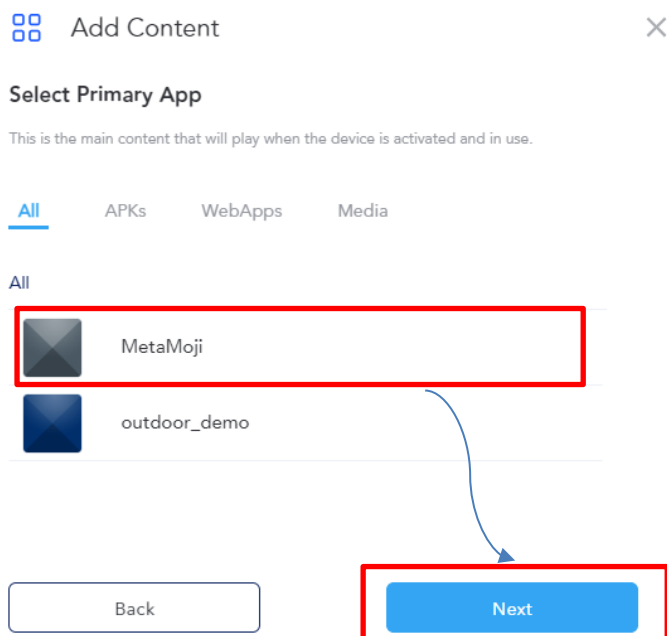 Add Content
Select Primary App
This is the main content that will play when the device is activated and in use.
All APKs WebApps Media
All
MetaMoji
outdoor_demo
Back Next